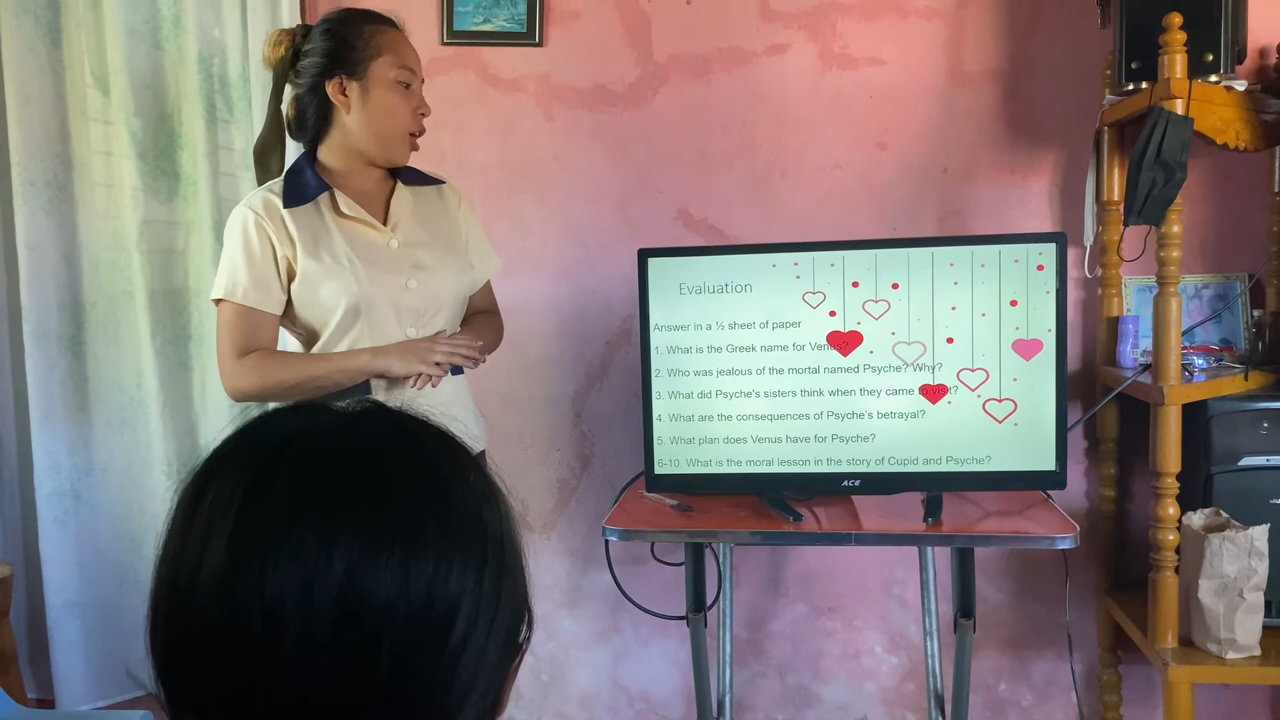 Evaluation
Answer in a ½ sheet of paper
1. What is the Greek name for Venus?
2. Who was jealous of the mortal named Psyche? Why?
3. What did Psyche's sisters think when they came to visit?
4. What are the consequences of Psyche's betrayal?
5. What plan does Venus have for Psyche?
6-10. What is the moral lesson in the story of Cupid and Psyche?
ACE